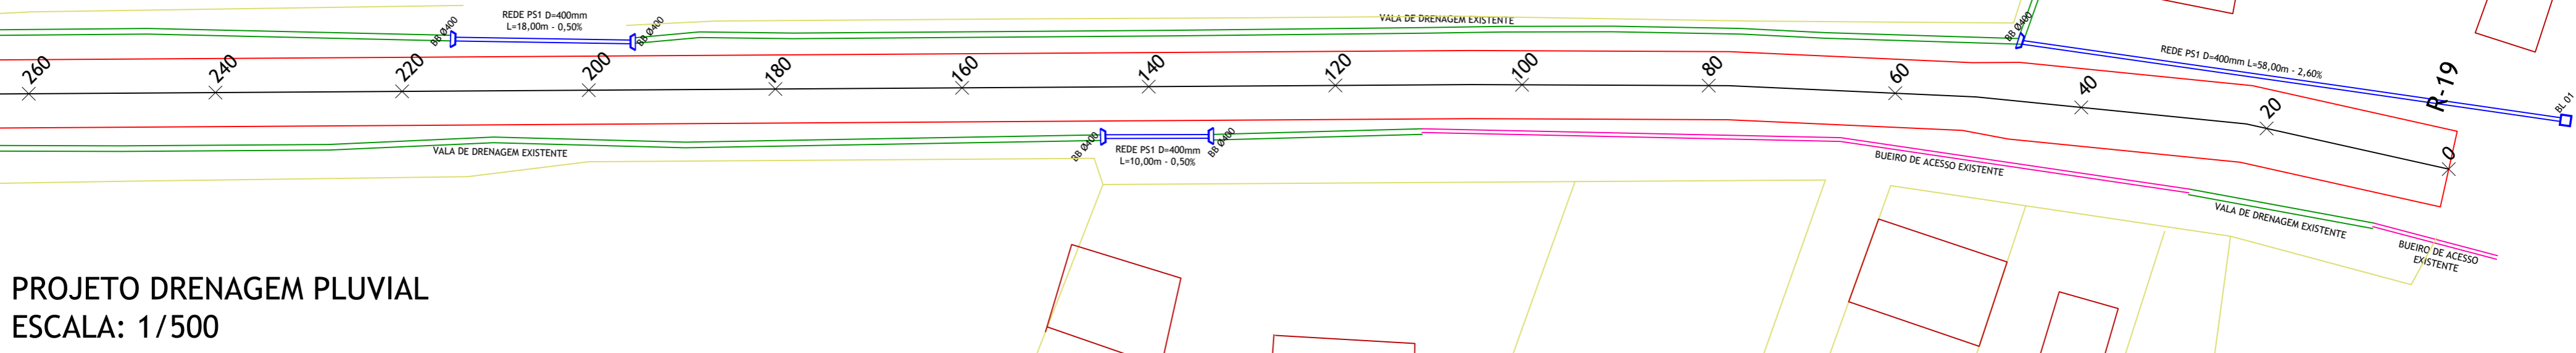 REDE PS1 D=400mm
L=18,00m - 0,50%
BB Ø400
BB Ø400
VALA DE DRENAGEM EXISTENTE
BB Ø400
REDE PS1 D=400mm L=58,00m - 2,60%
R-19
BL 01
260
240
220
200
180
160
140
120
100
80
60
40
20
0
VALA DE DRENAGEM EXISTENTE
BB Ø400
REDE PS1 D=400mm
L=10,00m - 0,50%
BB Ø400
BUEIRO DE ACESSO EXISTENTE
VALA DE DRENAGEM EXISTENTE
BUEIRO DE ACESSO
EXISTENTE
PROJETO DRENAGEM PLUVIAL
ESCALA: 1/500